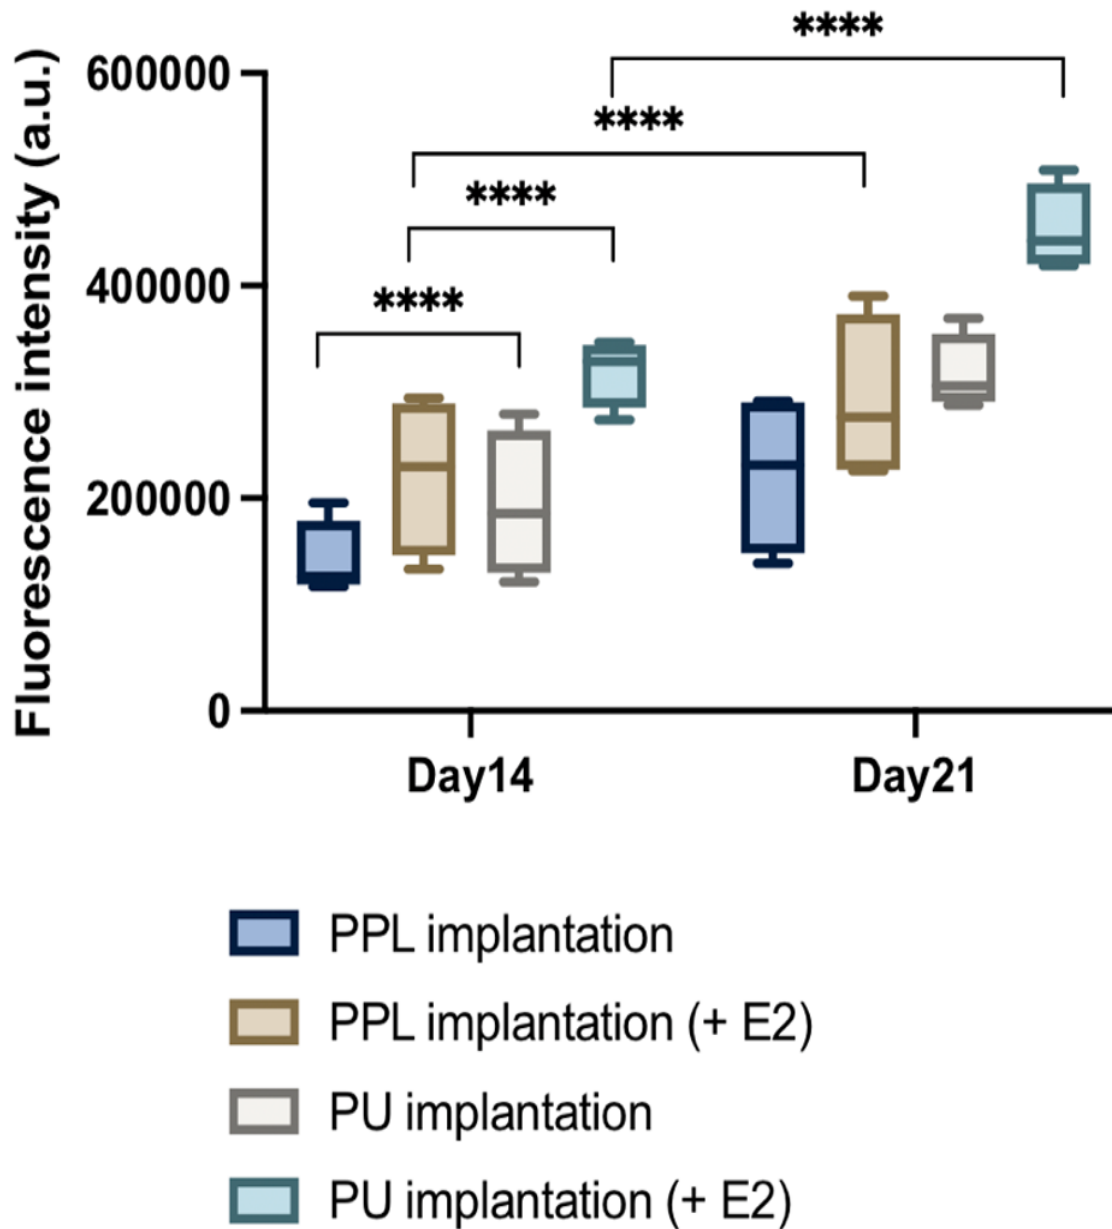 ****
600000
****
****
400000
****
200000
0
Fluorescence intensity (a.u.)
Day14 Day21
PPL implantation
PPL implantation (+ E2)
PU implantation
PU implantation (+ E2)